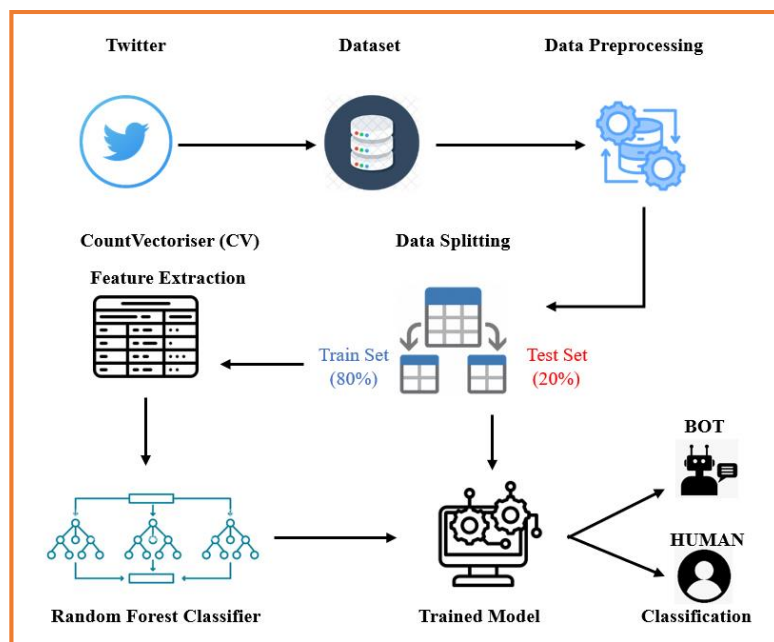 Twitter
Dataset
Data Preprocessing
CountVectoriser (CV)
Feature Extraction
Data Splitting
Train Set
(80%)
Test Set
(20%)
BOT
HUMAN
Random Forest Classifier
Trained Model
Classification